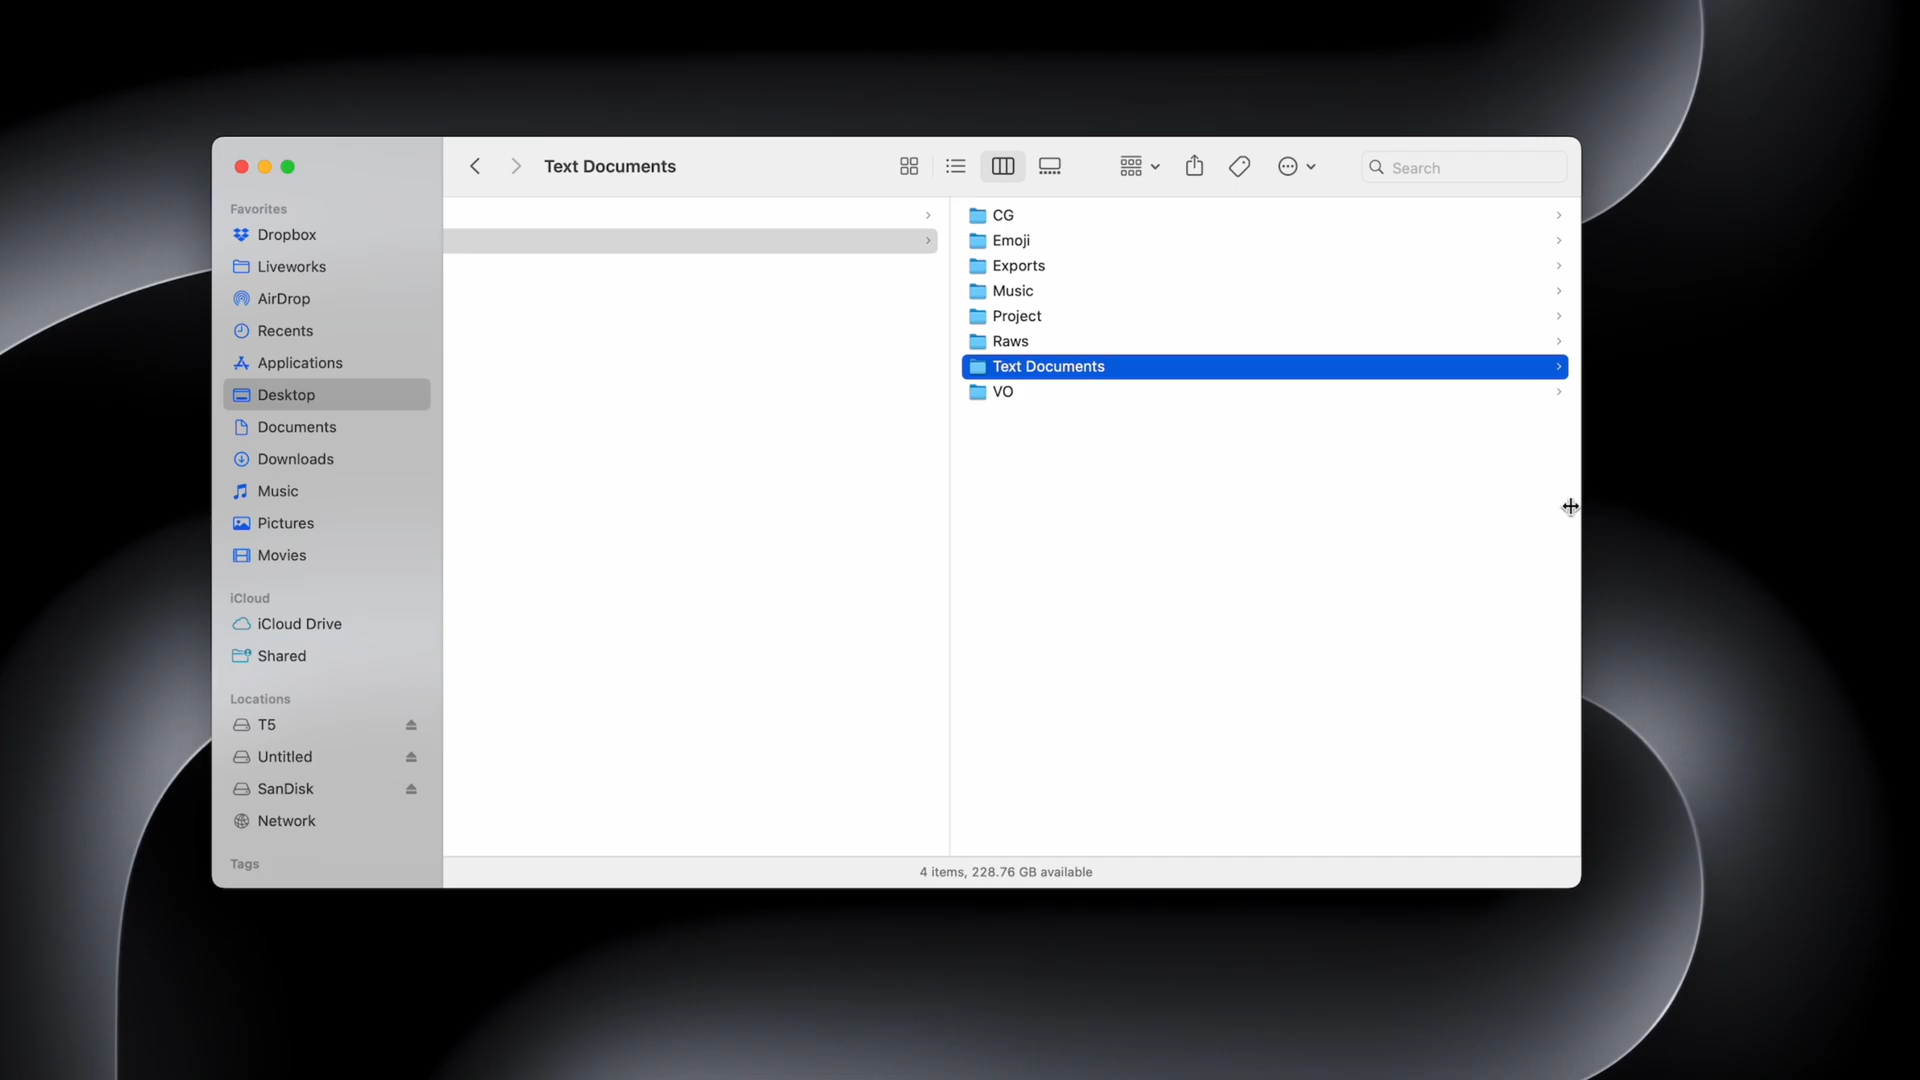 Text Documents
Search
Favorites
Dropbox
Liveworks
AirDrop
Recents
Applications
Desktop
Documents
Downloads
Music
Pictures
Movies
iCloud
iCloud Drive
Shared
Locations
T5
Untitled
SanDisk
Network
Tags
CG
Emoji
Exports
Music
Project
Raws
Text Documents
VO
4 items, 228.76 GB available